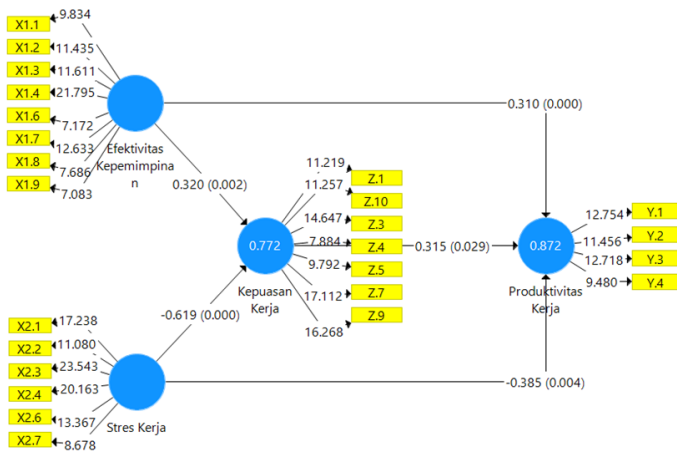 X1.1
X1.2
X1.3
X1.4
X1.6
X1.7
X1.8
X1.9
9.834
11.435
11.611
21.795
7.172
12.633
7.686
7.083
Efektivitas
Kepemimpina
n
0.310 (0.000)
0.320 (0.002)
11.219
11.257
14.647
7.884
9.792
17.112
16.268
Z.1
Z.10
Z.3
Z.4
Z.5
Z.7
Z.9
0.772
Kepuasan
Kerja
0.315 (0.029)
0.872
Produktivitas
Kerja
12.754
11.456
12.718
9.480
Y.1
Y.2
Y.3
Y.4
-0.619 (0.000)
-0.385 (0.004)
X2.1
X2.2
X2.3
X2.4
X2.6
X2.7
17.238
11.080
23.543
20.163
13.367
8.678
Stres Kerja